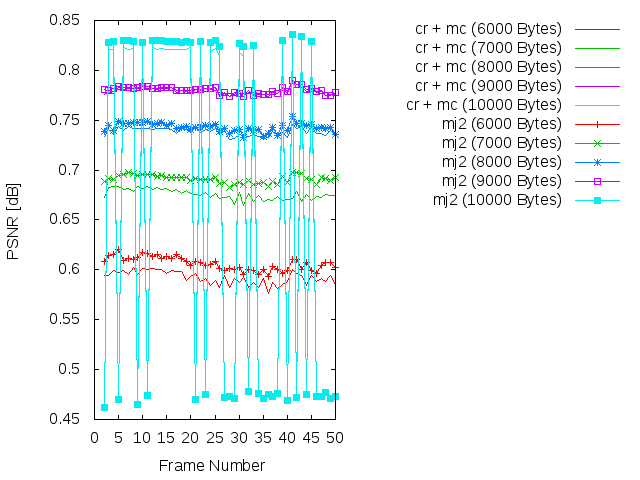 0.85
0.8
0.75
0.7
0.65
0.6
0.55
0.5
0.45
PSNR [dB]
0 5 10 15 20 25 30 35 40 45 50
Frame Number
cr + mc (6000 Bytes)
cr + mc (7000 Bytes)
cr + mc (8000 Bytes)
cr + mc (9000 Bytes)
cr + mc (10000 Bytes)
mj2 (6000 Bytes)
mj2 (7000 Bytes)
mj2 (8000 Bytes)
mj2 (9000 Bytes)
mj2 (10000 Bytes)